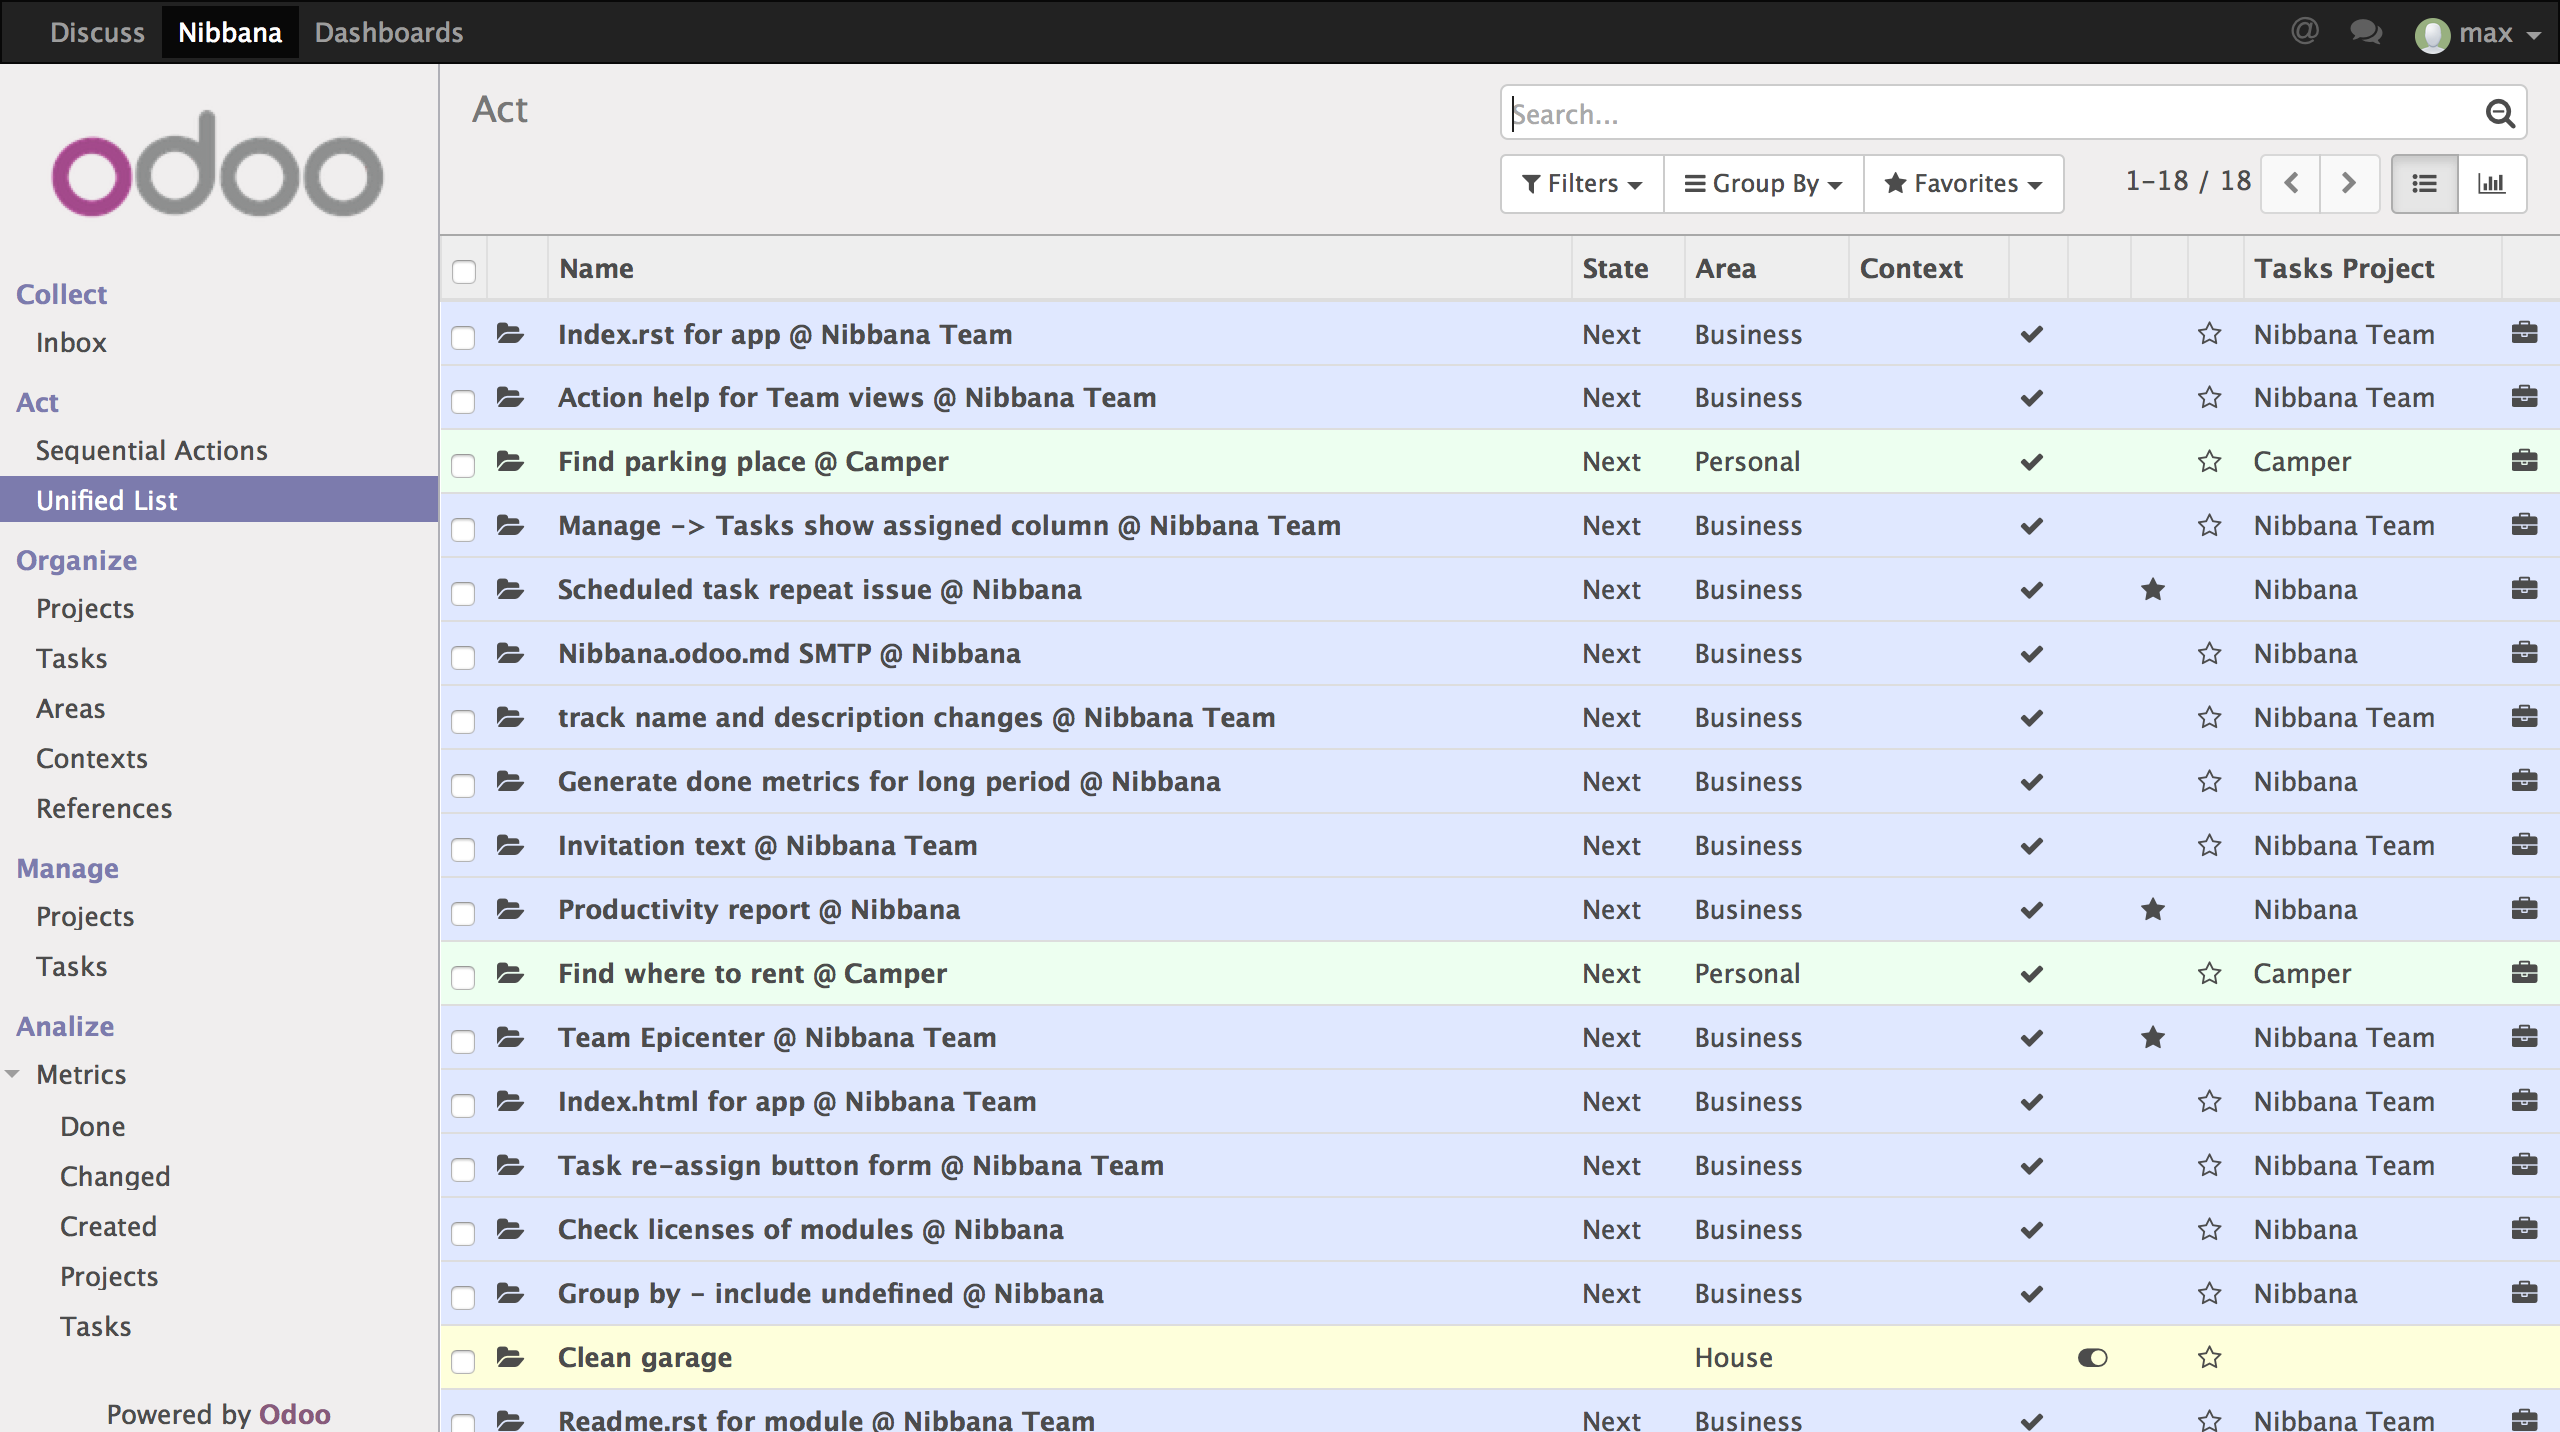 Discuss Nibbana Dashboards @ max
odoo
Collect
Inbox
Act
Sequential Actions
Unified List
Organize
Projects
Tasks
Areas
Contexts
References
Manage
Projects
Tasks
Analize
Metrics
Done
Changed
Created
Projects
Tasks
Powered by Odoo
Act
Search...
Filters Group By Favorites 1-18 / 18
Name State Area Context Tasks Project
Index.rst for app @ Nibbana Team Next Business Nibbana Team
Action help for Team views @ Nibbana Team Next Business Nibbana Team
Find parking place @ Camper Next Personal Camper
Manage -> Tasks show assigned column @ Nibbana Team Next Business Nibbana Team
Scheduled task repeat issue @ Nibbana Next Business Nibbana
Nibbana.odoo.md SMTP @ Nibbana Next Business Nibbana
track name and description changes @ Nibbana Team Next Business Nibbana Team
Generate done metrics for long period @ Nibbana Next Business Nibbana
Invitation text @ Nibbana Team Next Business Nibbana Team
Productivity report @ Nibbana Next Business Nibbana
Find where to rent @ Camper Next Personal Camper
Team Epicenter @ Nibbana Team Next Business Nibbana Team
Index.html for app @ Nibbana Team Next Business Nibbana Team
Task re-assign button form @ Nibbana Team Next Business Nibbana Team
Check licenses of modules @ Nibbana Next Business Nibbana
Group by - include undefined @ Nibbana Next Business Nibbana
Clean garage House
Readme.rst for module @ Nibbana Team Next Business Nibbana Team